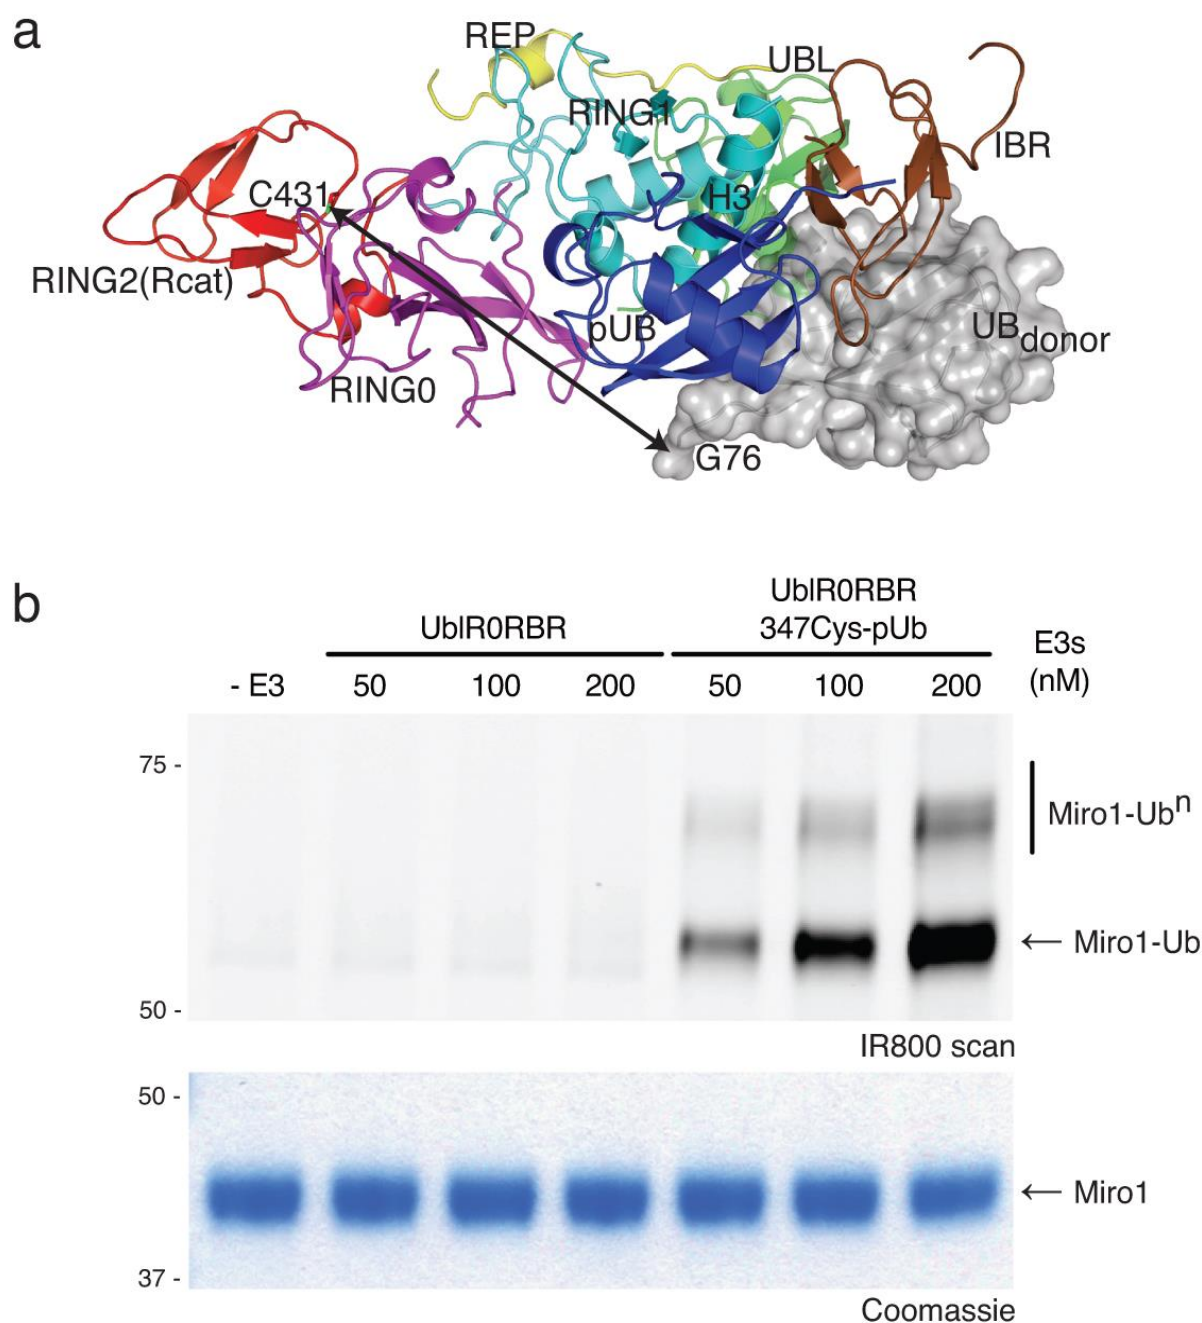 a
REP
UBL
RING1
IBR
C431
H3
RING2(Rcat)
pUB
UBdonor
RING0
G76
b
UblR0RBR
UblR0RBR
347Cys-pUb
E3s
(nM)
- E3 50 100 200 50 100 200
75 -
Miro1-Ubn
← Miro1-Ub
50 -
IR800 scan
50 -
← Miro1
37 -
Coomassie